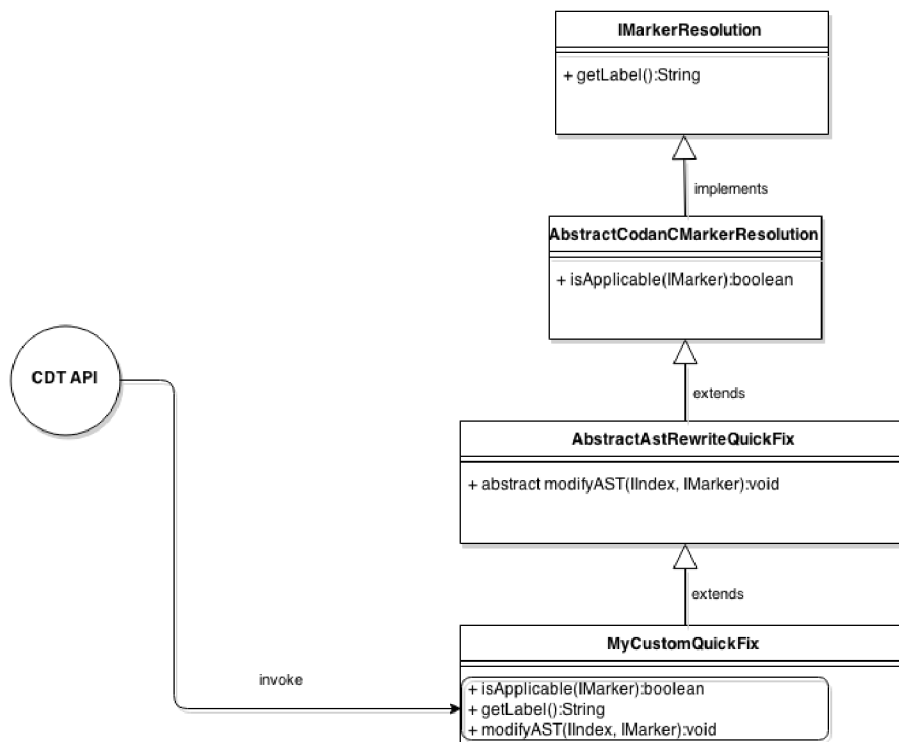 IMarkerResolution
+ getLabel():String
implements
AbstractCodanCMarkerResolution
+ isApplicable(IMarker):boolean
CDT API
extends
AbstractAstRewriteQuickFix
+ abstract modifyAST(IIndex, IMarker):void
extends
MyCustomQuickFix
invoke
+ isApplicable(IMarker):boolean
+ getLabel():String
+ modifyAST(IIndex, IMarker):void